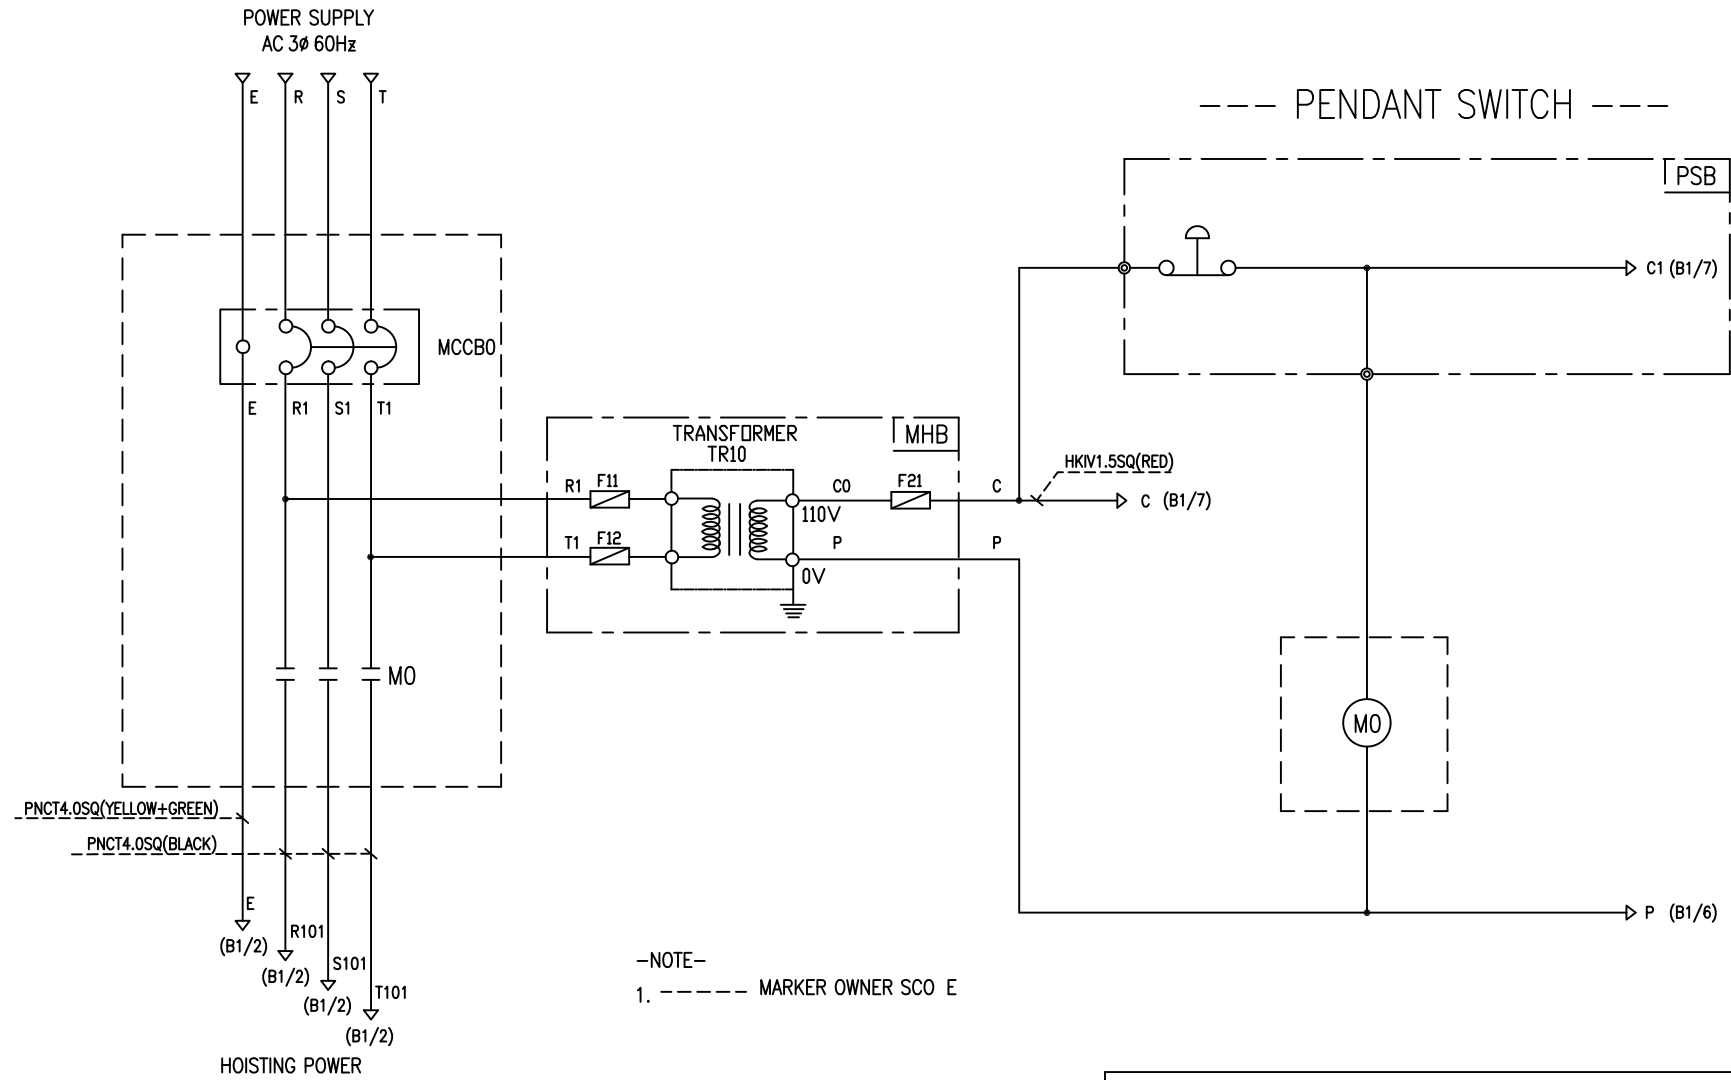 POWER SUPPLY
AC 3ø 60Hz
E R S T
--- PENDANT SWITCH ---
PSB
C1 (B1/7)
MCCB0
E R1 S1 T1
MHB
TRANSFORMER
TR10
R1 F11
C0 F21 C
110V
HKIV1.5SQ(RED)
C (B1/7)
T1 F12
P P
0V
M0
M0
PNCT4.0SQ(YELLOW+GREEN)
PNCT4.0SQ(BLACK)
E
(B1/2)
R101
(B1/2)
S101
(B1/2)
T101
(B1/2)
HOISTING POWER
P (B1/6)
-NOTE-
1. ------ MARKER OWNER SCO E